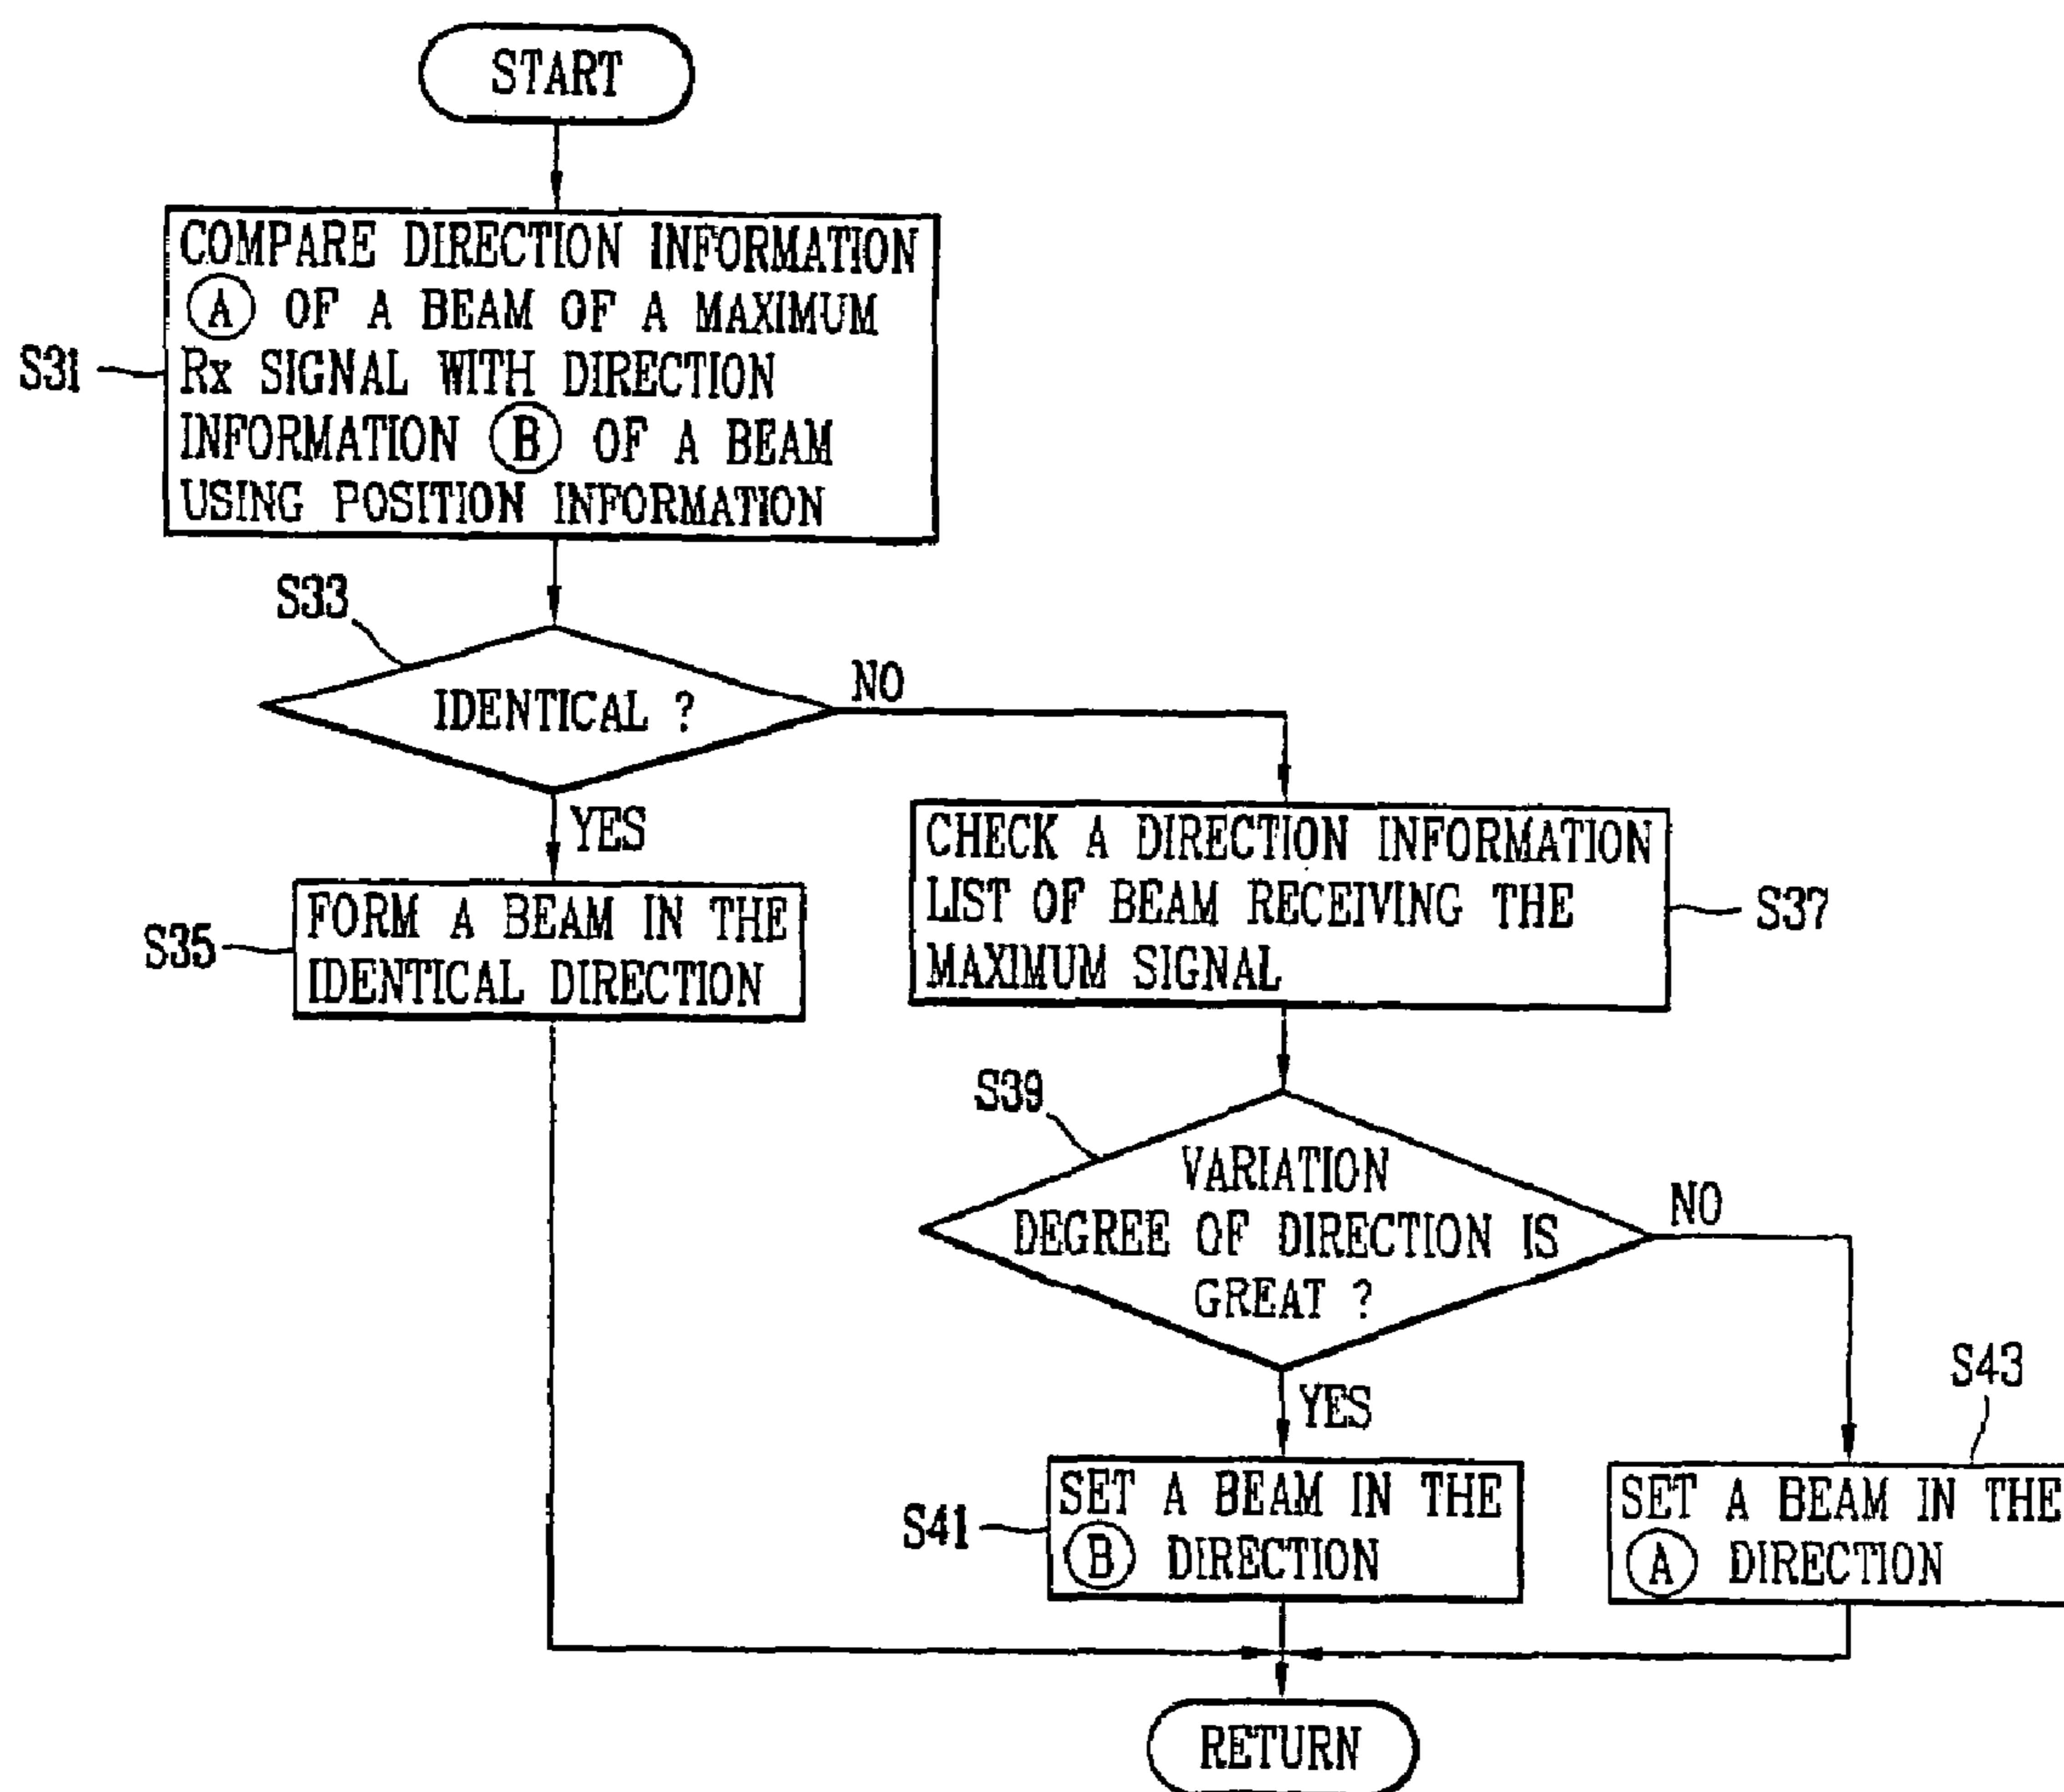 START
COMPARE DIRECTION INFORMATION
A OF A BEAM OF A MAXIMUM
Rx SIGNAL WITH DIRECTION
INFORMATION B OF A BEAM
USING POSITION INFORMATION
S31
S33
IDENTICAL ?
NO
YES
S35
FORM A BEAM IN THE
IDENTICAL DIRECTION
CHECK A DIRECTION INFORMATION
LIST OF BEAM RECEIVING THE
MAXIMUM SIGNAL
S37
S39
VARIATION
DEGREE OF DIRECTION IS
GREAT ?
NO
YES
S41
SET A BEAM IN THE
B DIRECTION
S43
SET A BEAM IN THE
A DIRECTION
RETURN